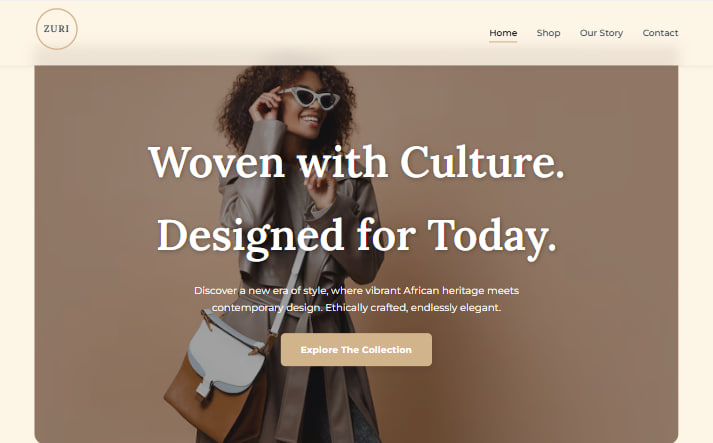 ZURI
Home Shop Our Story Contact
Woven with Culture.
Designed for Today.
Discover a new era of style, where vibrant African heritage meets
contemporary design. Ethically crafted, endlessly elegant.
Explore The Collection